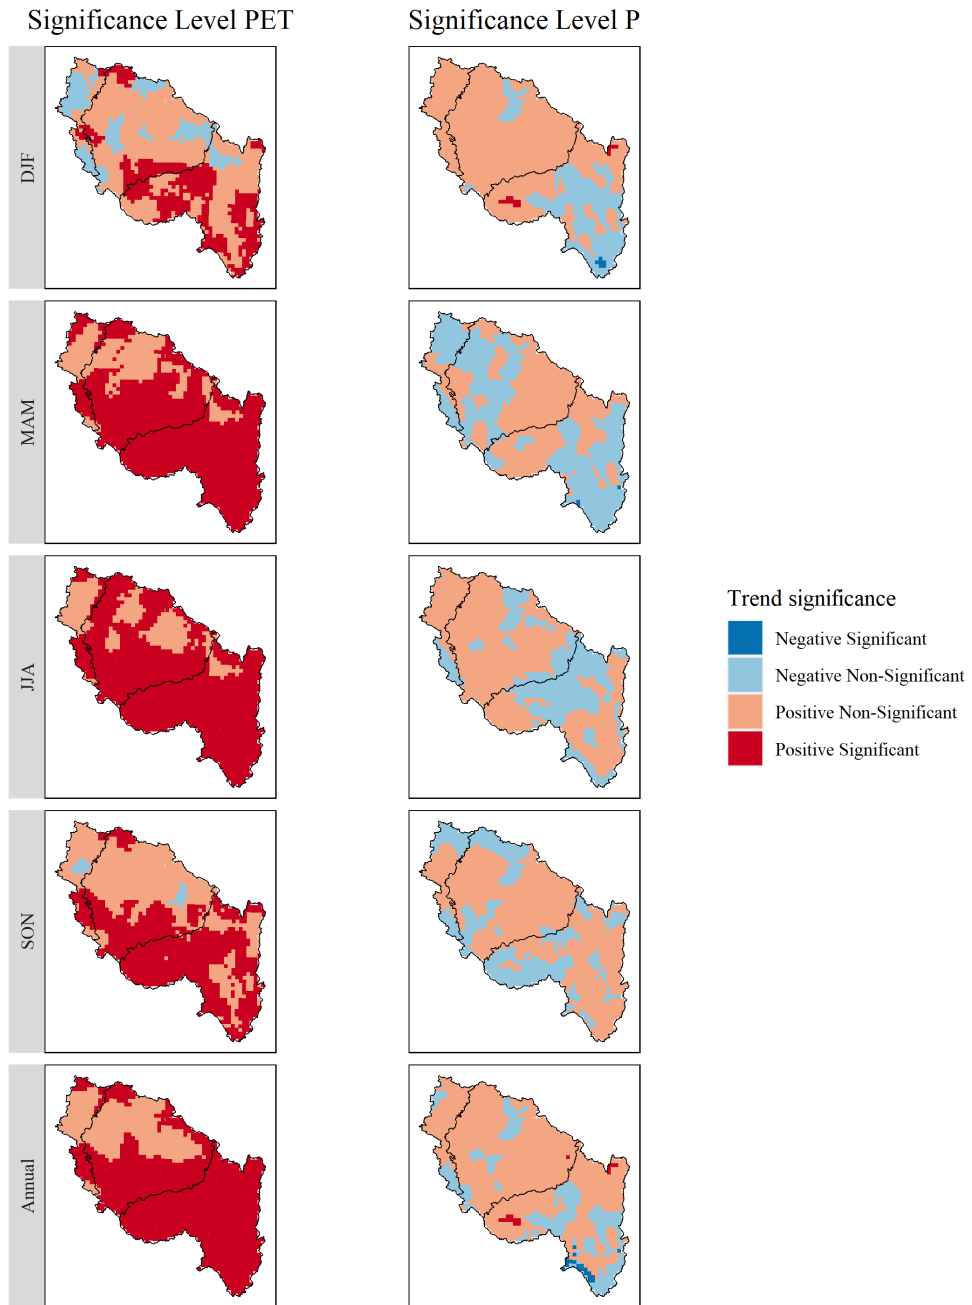 Significance Level PET
Significance Level P
DJF
MAM
JJA
SON
Annual
Trend significance
Negative Significant
Negative Non-Significant
Positive Non-Significant
Positive Significant